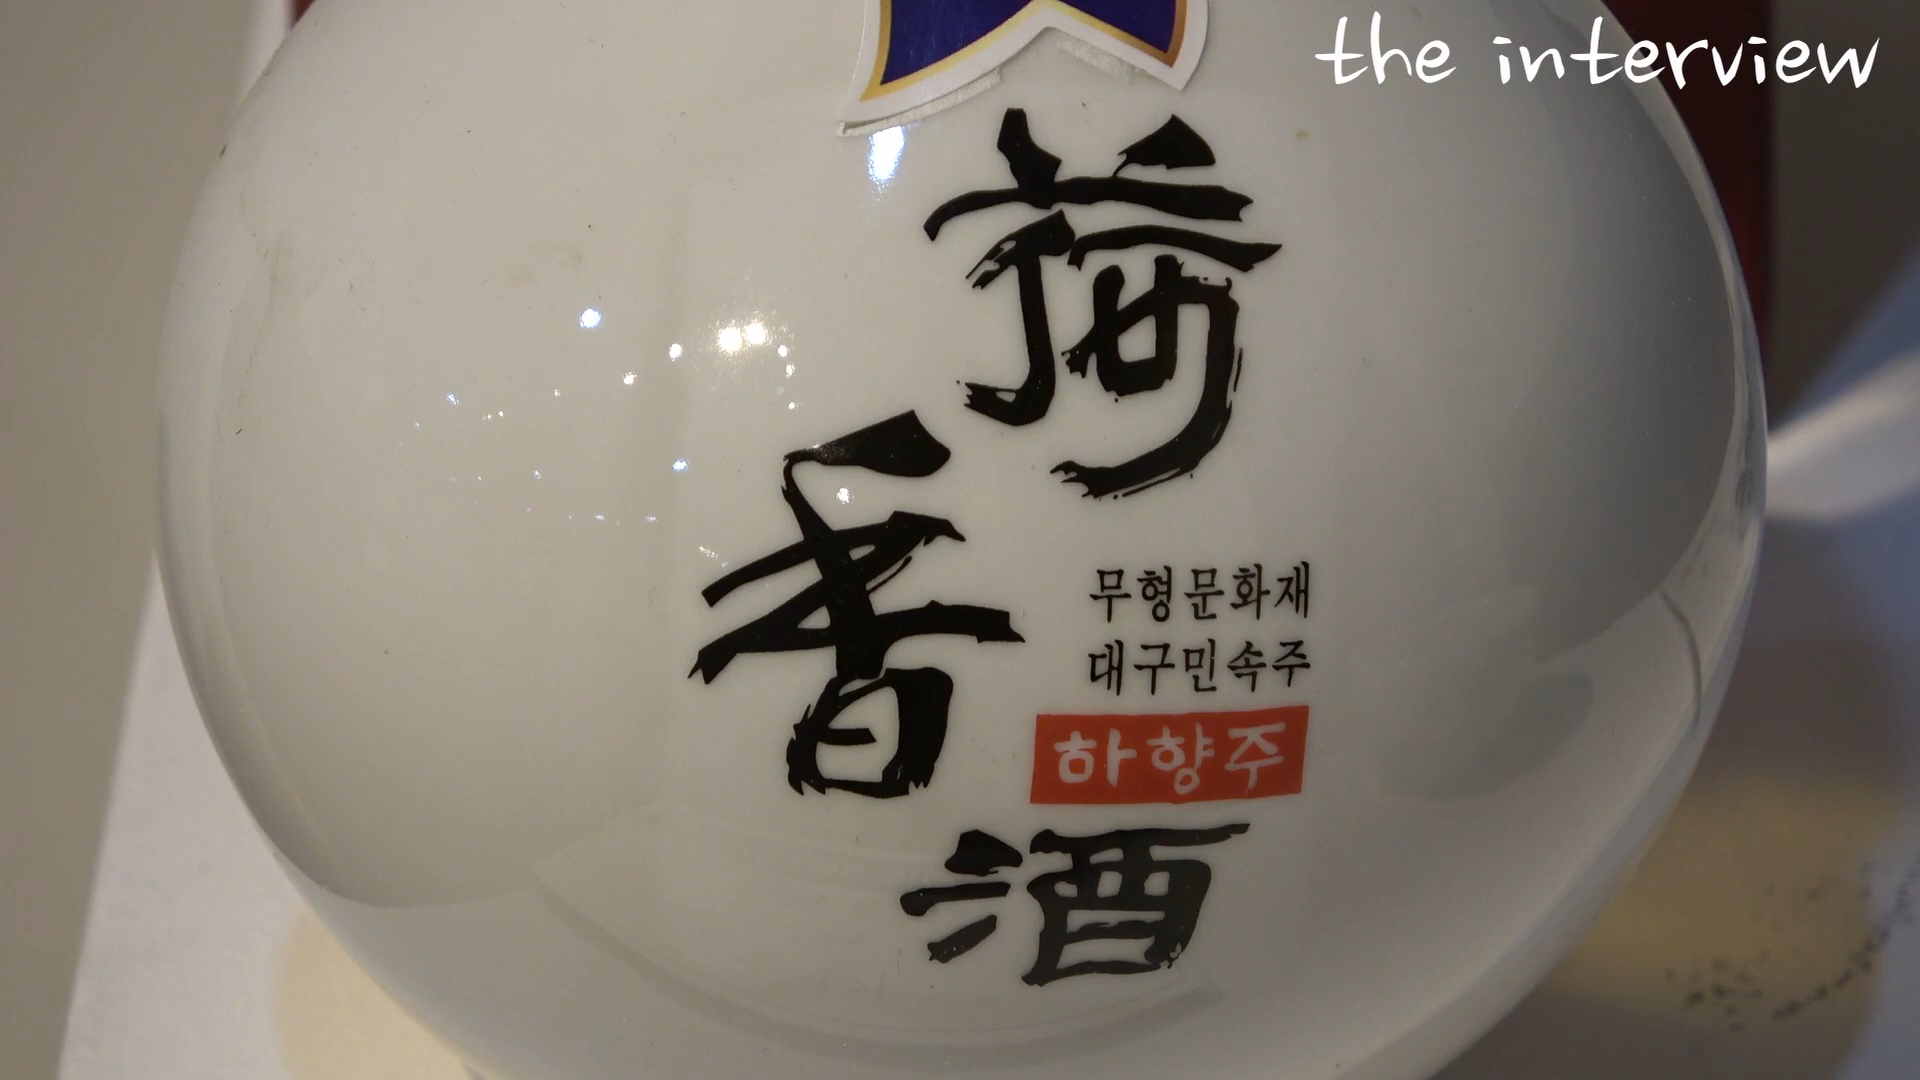 the interview
荷
香
무형문화재
대구민속주
하향주
酒